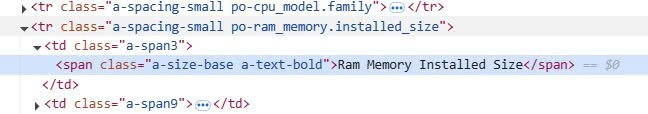 <tr class="a-spacing-small po-cpu_model.family"> ••• </tr>
<tr class="a-spacing-small po-ram_memory.installed_size">
<td class="a-span3">
<span class="a-size-base a-text-bold">Ram Memory Installed Size</span> == $0
</td>
<td class="a-span9"> ••• </td>